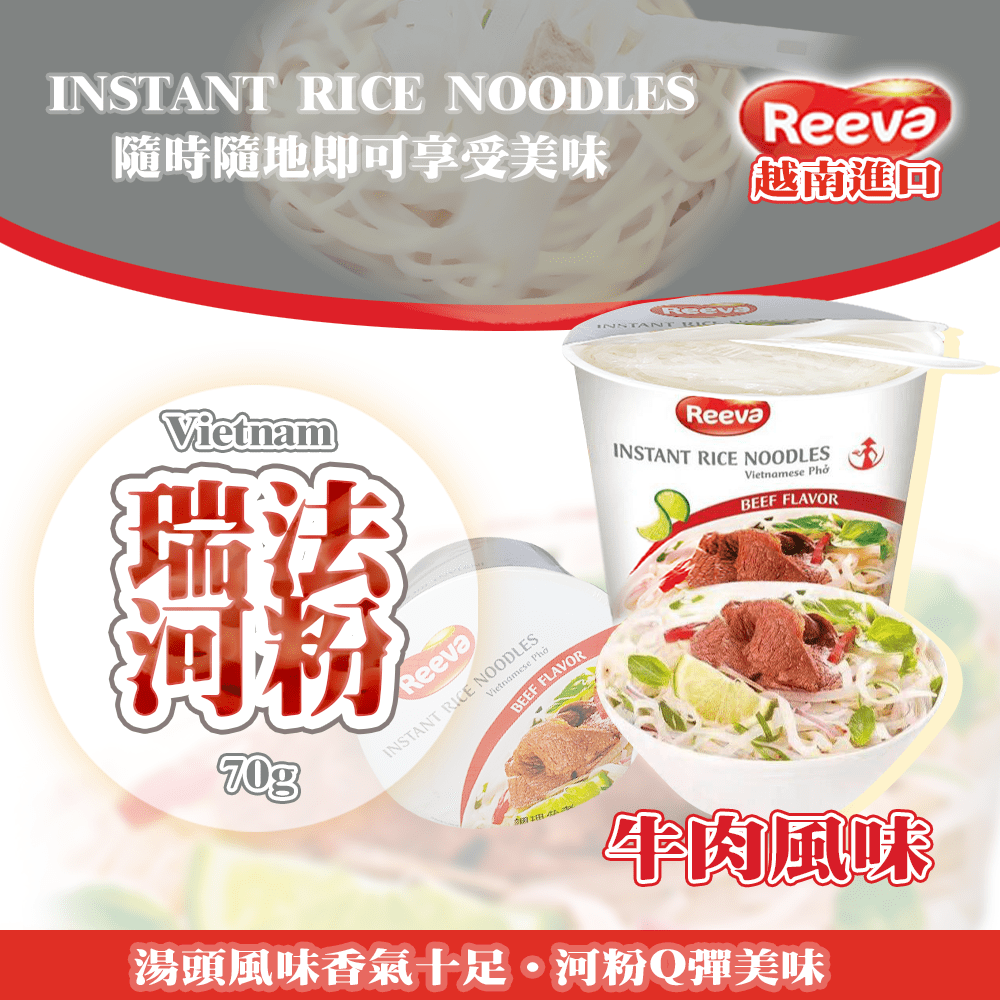 INSTANT RICE NOODLES
隨時隨地即可享受美味
Reeva
越南進口
Reeva
Reeva
INSTANT RICE NOODLES
Vietnamese Phở
BEEF FLAVOR
Vietnam
瑞法
河粉
70g
Reeva
INSTANT RICE NOODLES
Vietnamese Phở
BEEF FLAVOR
牛肉風味
湯頭風味香氣十足・河粉Q彈美味